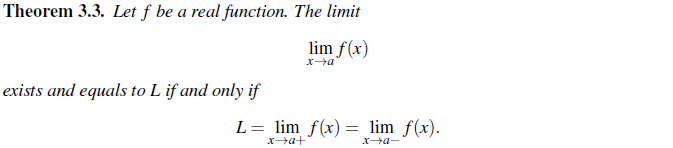 Theorem 3.3. Let f be a real function. The limit
lim f(x)
x→a
exists and equals to L if and only if
L = lim f(x) = lim f(x).
x→a+ x→a−